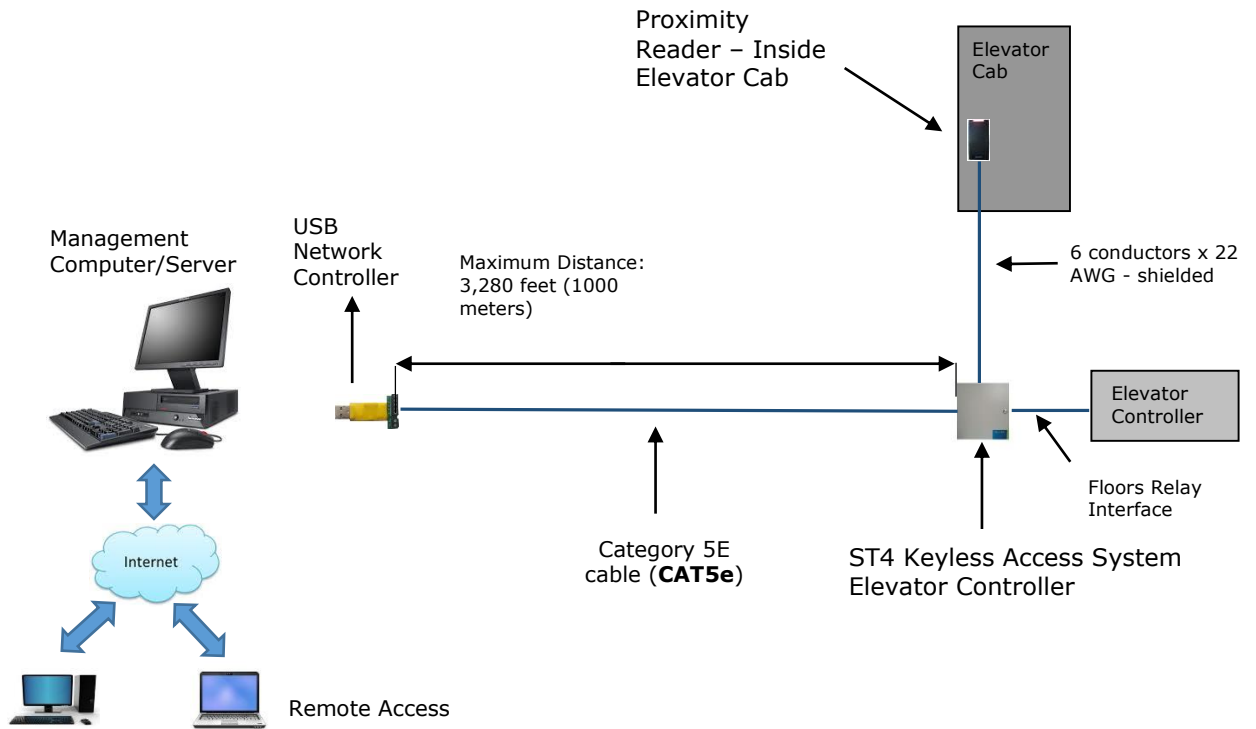 Proximity
Reader – Inside
Elevator Cab
Elevator
Cab
Management
Computer/Server
USB
Network
Controller
Maximum Distance:
3,280 feet (1000
meters)
6 conductors x 22
AWG - shielded
Elevator
Controller
Floors Relay
Interface
Category 5E
cable (CAT5e)
ST4 Keyless Access System
Elevator Controller
Internet
Remote Access